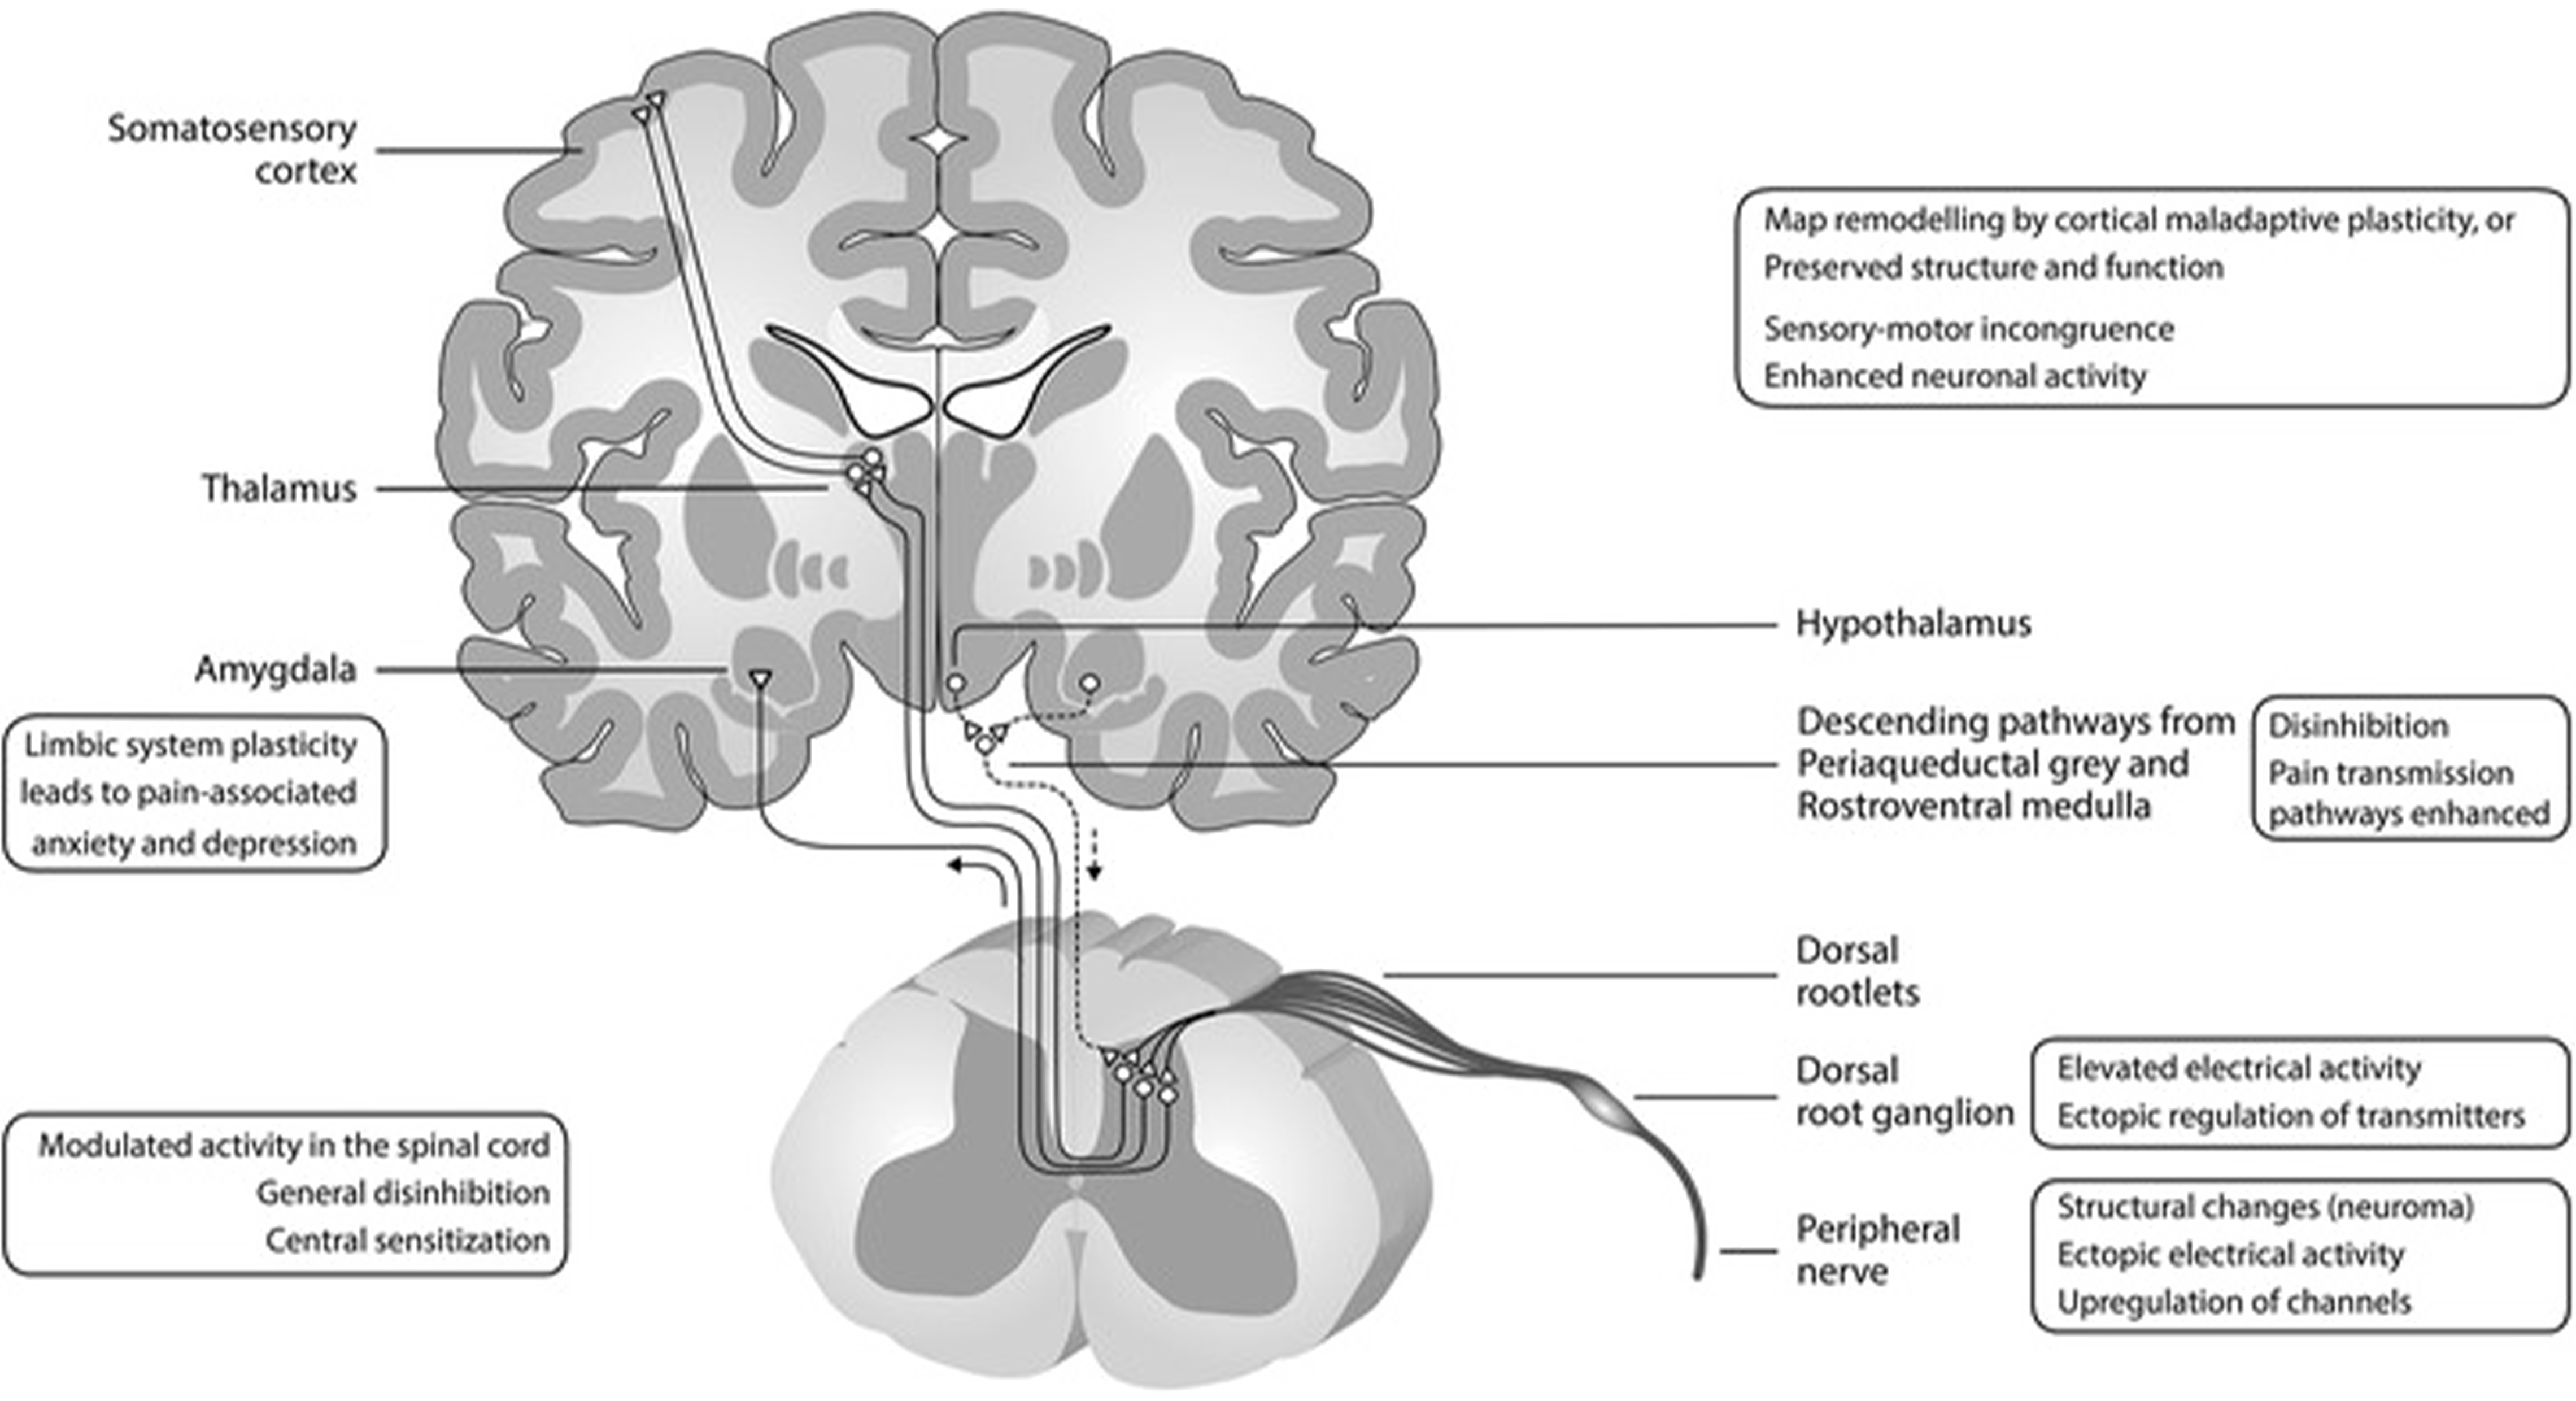 Somatosensory
cortex
Map remodelling by cortical maladaptive plasticity, or
Preserved structure and function
Sensory-motor incongruence
Enhanced neuronal activity
Thalamus
Hypothalamus
Amygdala
Limbic system plasticity
leads to pain-associated
anxiety and depression
Descending pathways from
Periaqueductal grey and
Rostroventral medulla
Disinhibition
Pain transmission
pathways enhanced
Dorsal
rootlets
Dorsal
root ganglion
Elevated electrical activity
Ectopic regulation of transmitters
Modulated activity in the spinal cord
General disinhibition
Central sensitization
Peripheral
nerve
Structural changes (neuroma)
Ectopic electrical activity
Upregulation of channels